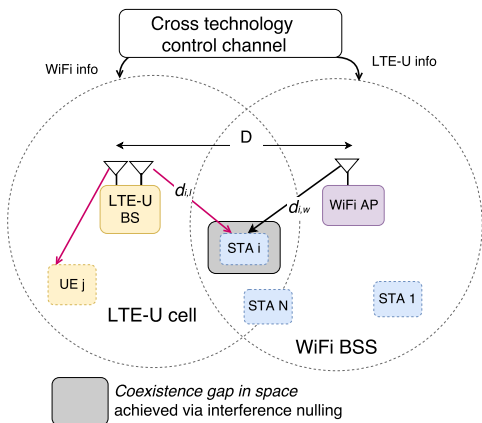 Cross technology
control channel
WiFi info
LTE-U info
D
LTE-U
BS
d_{i,l}
d_{i,w}
WiFi AP
STA i
UE j
STA N
STA 1
LTE-U cell
WiFi BSS
Coexistence gap in space
achieved via interference nulling